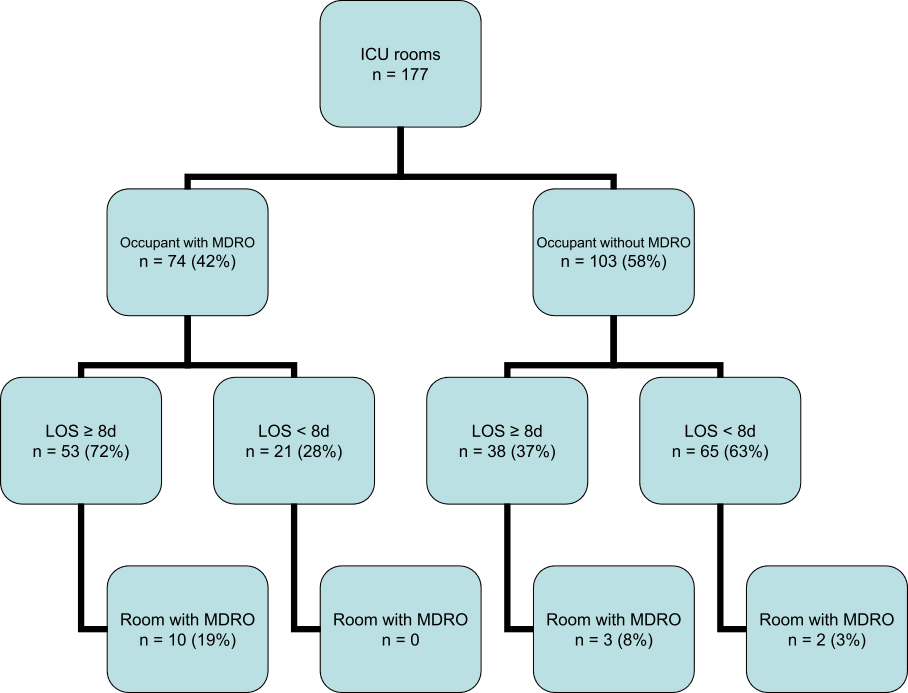 ICU rooms
n = 177
Occupant with MDRO
n = 74 (42%)
Occupant without MDRO
n = 103 (58%)
LOS ≥ 8d
n = 53 (72%)
LOS < 8d
n = 21 (28%)
LOS ≥ 8d
n = 38 (37%)
LOS < 8d
n = 65 (63%)
Room with MDRO
n = 10 (19%)
Room with MDRO
n = 0
Room with MDRO
n = 3 (8%)
Room with MDRO
n = 2 (3%)